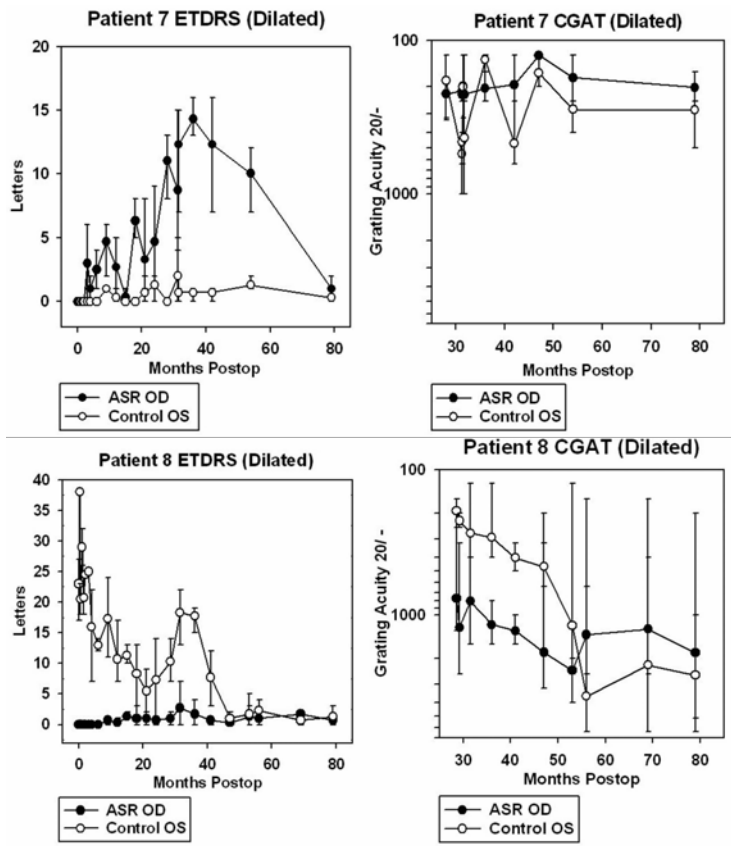 Patient 7 ETDRS (Dilated)
20
15
10
5
0
Letters
0 20 40 60 80
Months Postop
ASR OD
Control OS
Patient 7 CGAT (Dilated)
100
1000
Grating Acuity 20/-
30 40 50 60 70 80
Months Postop
ASR OD
Control OS
Patient 8 ETDRS (Dilated)
40
35
30
25
20
15
10
5
0
Letters
0 20 40 60 80
Months Postop
ASR OD
Control OS
Patient 8 CGAT (Dilated)
100
1000
Grating Acuity 20/ -
30 40 50 60 70 80
Months Postop
ASR OD
Control OS